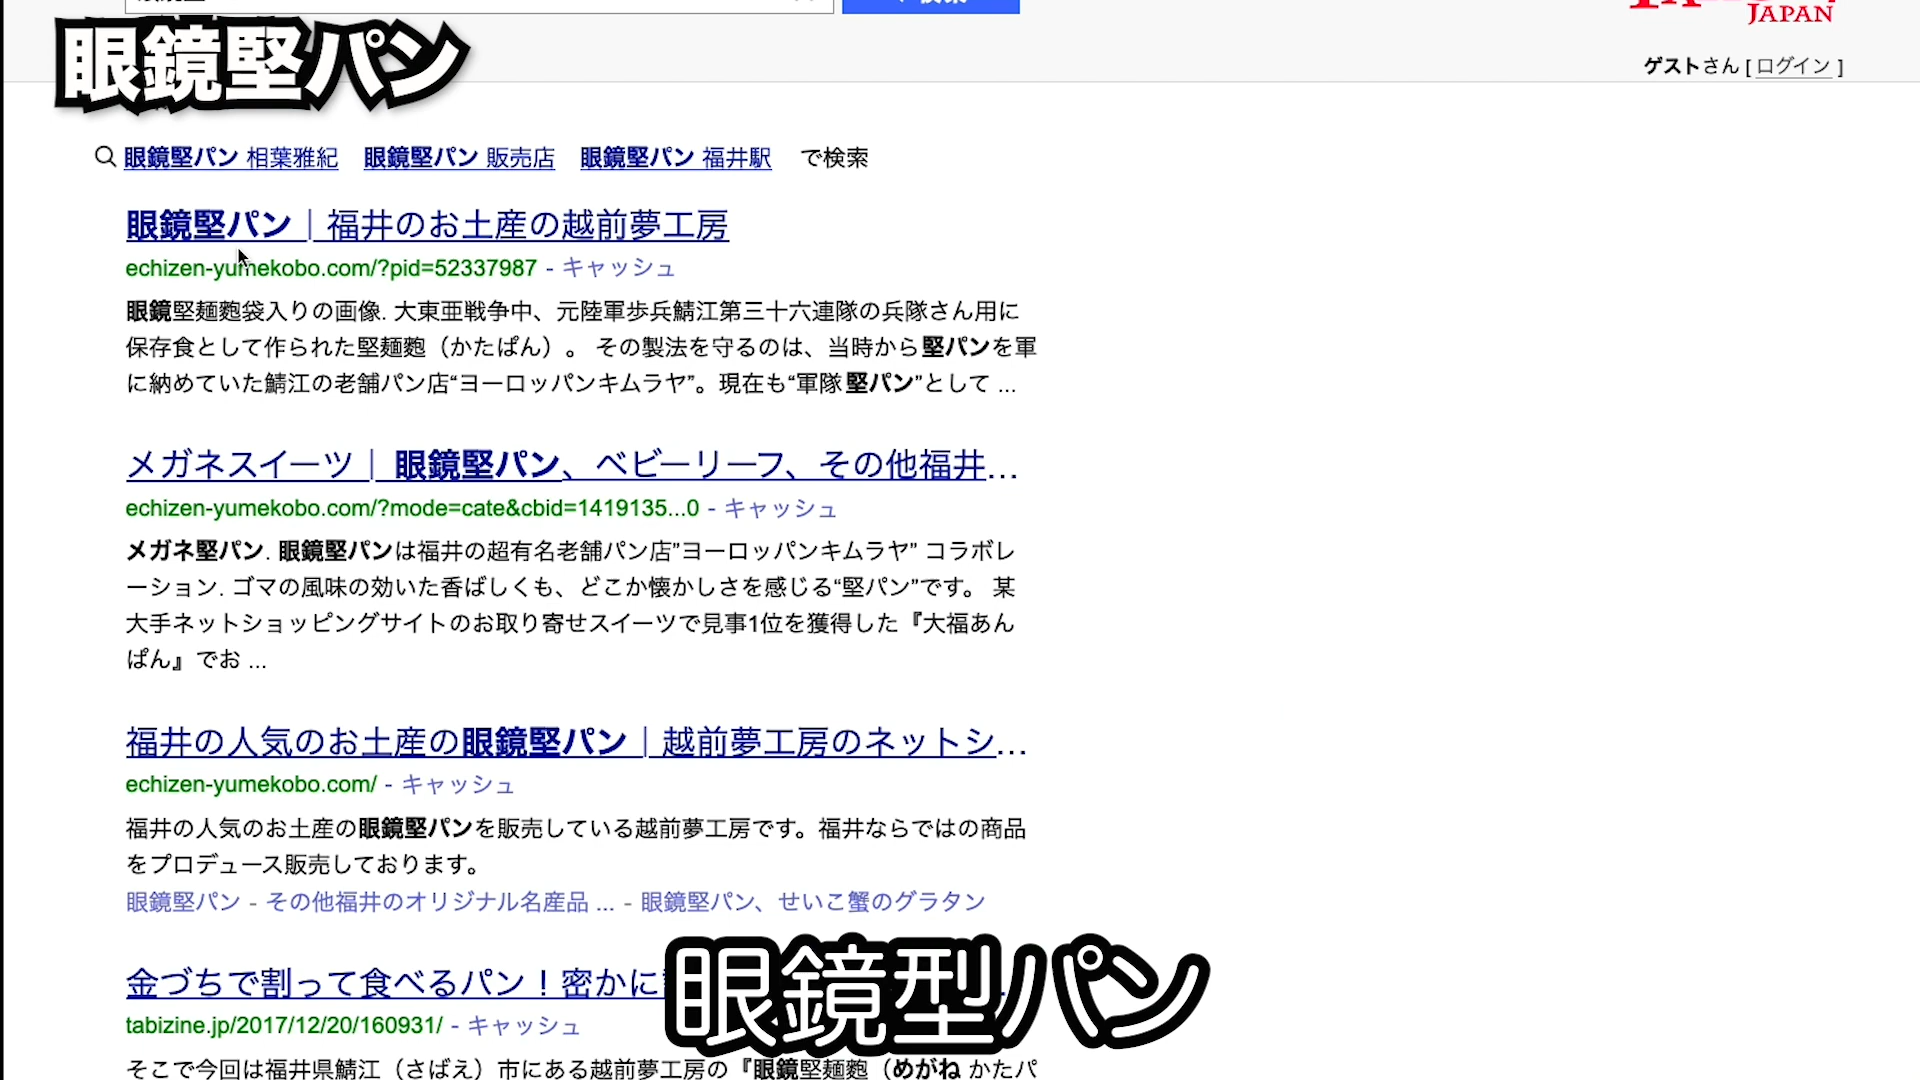 検索
JAPAN
眼鏡堅パン
ゲストさん [ ログイン ]
眼鏡堅パン 相葉雅紀 眼鏡堅パン 販売店 眼鏡堅パン 福井駅 で検索
眼鏡堅パン｜福井のお土産の越前夢工房
echizen-yumekobo.com/?pid=52337987 - キャッシュ
眼鏡堅麺麭袋入りの画像. 大東亜戦争中、元陸軍歩兵鯖江第三十六連隊の兵隊さん用に
保存食として作られた堅麺麭（かたぱん）。 その製法を守るのは、当時から堅パンを軍
に納めていた鯖江の老舗パン店“ヨーロッパンキムラヤ”。現在も“軍隊堅パン”として ...
メガネスイーツ｜ 眼鏡堅パン、ベビーリーフ、その他福井...
echizen-yumekobo.com/?mode=cate&cbid=1419135...0 - キャッシュ
メガネ堅パン. 眼鏡堅パンは福井の超有名老舗パン店”ヨーロッパンキムラヤ” コラボレ
ーション. ゴマの風味の効いた香ばしくも、どこか懐かしさを感じる“堅パン”です。 某
大手ネットショッピングサイトのお取り寄せスイーツで見事1位を獲得した『大福あん
ぱん』でお ...
福井の人気のお土産の眼鏡堅パン｜越前夢工房のネットシ...
echizen-yumekobo.com/ - キャッシュ
福井の人気のお土産の眼鏡堅パンを販売している越前夢工房です。福井ならではの商品
をプロデュース販売しております。
眼鏡堅パン - その他福井のオリジナル名産品 ... - 眼鏡堅パン、せいこ蟹のグラタン
金づちで割って食べるパン！密かに
眼鏡型パン
tabizine.jp/2017/12/20/160931/ - キャッシュ
そこで今回は福井県鯖江（さばえ）市にある越前夢工房の『眼鏡堅麺麭（めがね かたパ